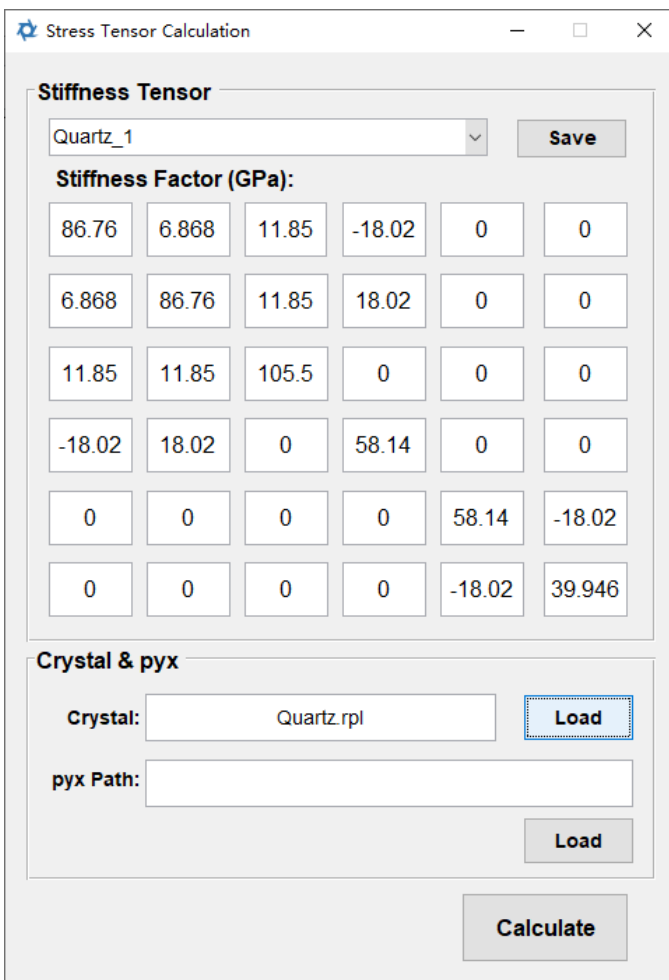 Stress Tensor Calculation
Stiffness Tensor
Quartz_1 Save
Stiffness Factor (GPa):
86.76 6.868 11.85 -18.02 0 0
6.868 86.76 11.85 18.02 0 0
11.85 11.85 105.5 0 0 0
-18.02 18.02 0 58.14 0 0
0 0 0 0 58.14 -18.02
0 0 0 0 -18.02 39.946
Crystal & pyx
Crystal: Quartz.rpl Load
pyx Path:
Load
Calculate